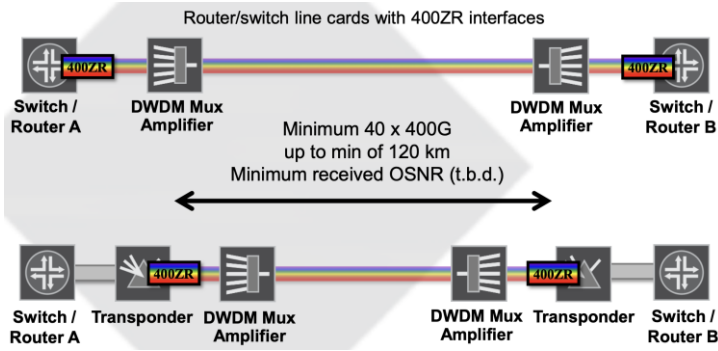 Router/switch line cards with 400ZR interfaces
400ZR
400ZR
Switch /
Router A
DWDM Mux
Amplifier
DWDM Mux
Amplifier
Switch /
Router B
Minimum 40 x 400G
up to min of 120 km
Minimum received OSNR (t.b.d.)
400ZR
400ZR
Switch /
Router A
Transponder
DWDM Mux
Amplifier
DWDM Mux
Amplifier
Transponder
Switch /
Router B